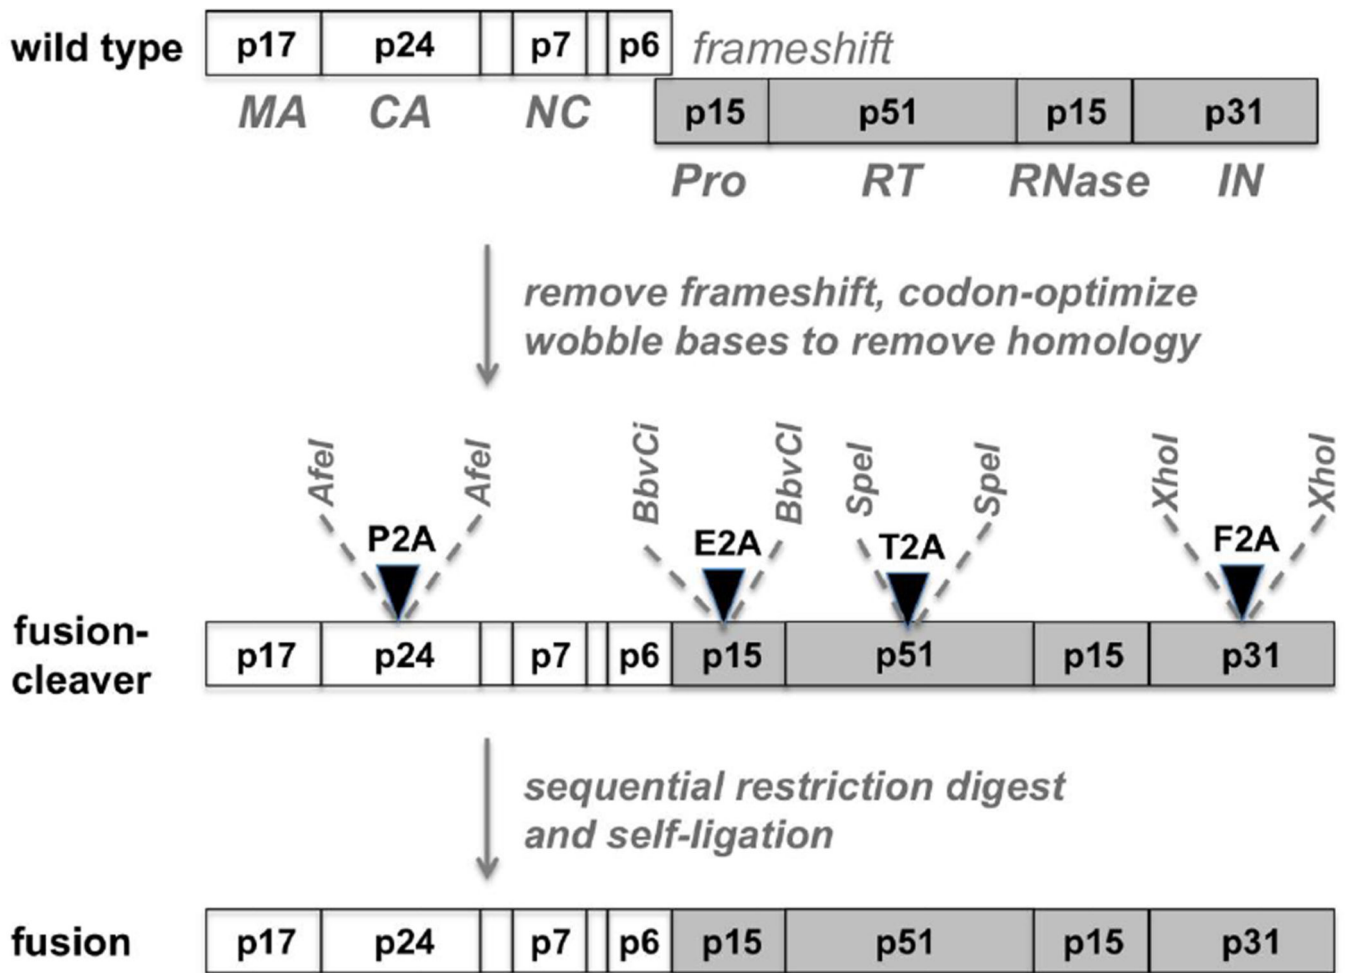 wild type p17 p24 p7 p6 frameshift
MA CA NC p15 p51 p15 p31
Pro RT RNase IN
remove frameshift, codon-optimize
wobble bases to remove homology
AfeI AfeI BbvCi BbvCI SpeI SpeI XhoI XhoI
P2A E2A T2A F2A
fusion-
cleaver
p17 p24 p7 p6 p15 p51 p15 p31
sequential restriction digest
and self-ligation
fusion p17 p24 p7 p6 p15 p51 p15 p31